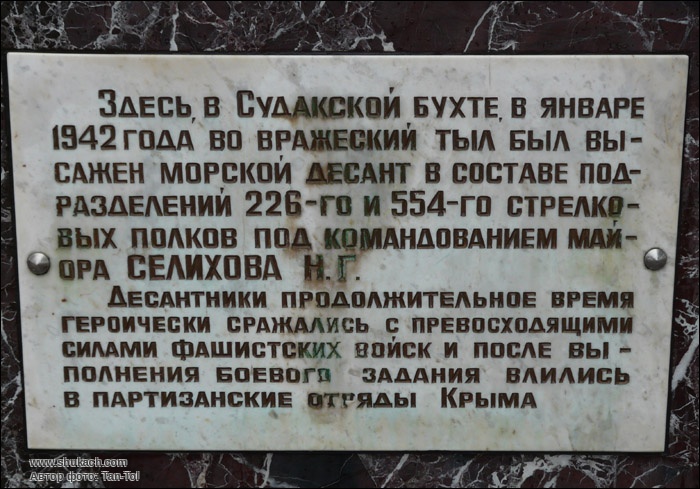 Здесь, в Судакской бухте, в январе
1942 года, во вражеский тыл был вы-
сажен морской десант в составе под-
разделений 226-го и 554-го стрелко-
вых полков под командованием май-
ора СЕЛИХОВА Н.Г.
Десантники продолжительное время
героически сражались с превосходящими
силами фашистских войск и после вы-
полнения боевого задания влились
в партизанские отряды Крыма
www.shukach.com
Автор фото: Tan-Tol